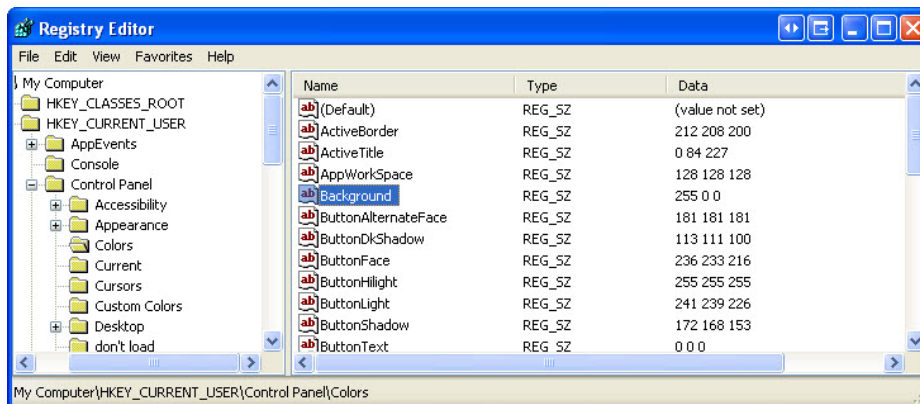 Registry Editor
File Edit View Favorites Help
My Computer
HKEY_CLASSES_ROOT
HKEY_CURRENT_USER
AppEvents
Console
Control Panel
Accessibility
Appearance
Colors
Current
Cursors
Custom Colors
Desktop
don't load
Name Type Data
(Default) REG_SZ (value not set)
ActiveBorder REG_SZ 212 208 200
ActiveTitle REG_SZ 0 84 227
AppWorkSpace REG_SZ 128 128 128
Background REG_SZ 255 0 0
ButtonAlternateFace REG_SZ 181 181 181
ButtonDkShadow REG_SZ 113 111 100
ButtonFace REG_SZ 236 233 216
ButtonHilight REG_SZ 255 255 255
ButtonLight REG_SZ 241 239 226
ButtonShadow REG_SZ 172 168 153
ButtonText REG_SZ 0 0 0
My Computer\HKEY_CURRENT_USER\Control Panel\Colors